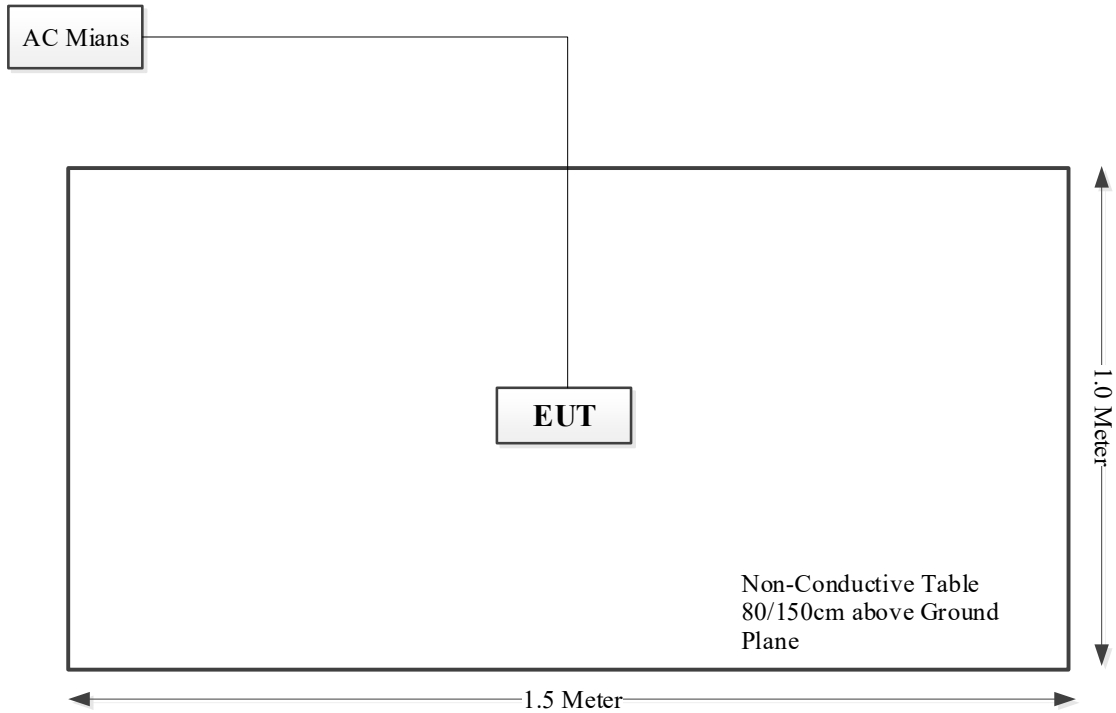 AC Mians
EUT
1.0 Meter
Non-Conductive Table
80/150cm above Ground
Plane
1.5 Meter